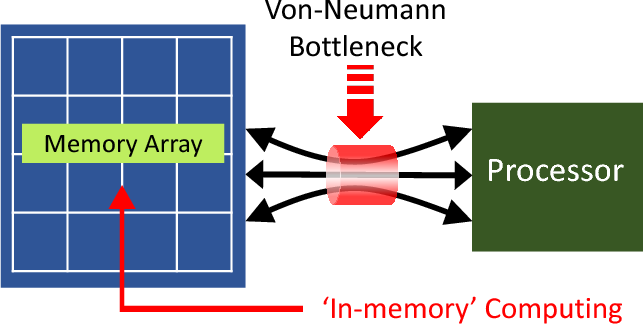 Von-Neumann
Bottleneck
Memory Array
Processor
‘In-memory’ Computing